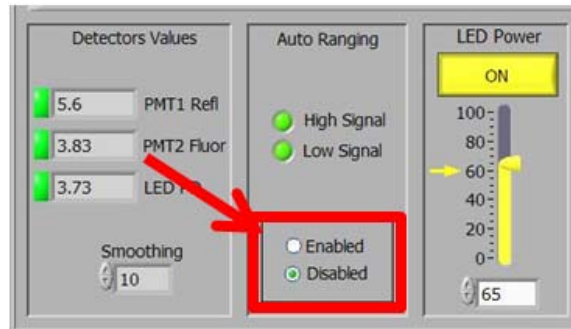 Detectors Values
5.6 PMT1 Refl
3.83 PMT2 Fluor
3.73 LED
Smoothing
10
Auto Ranging
High Signal
Low Signal
Enabled
Disabled
LED Power
ON
100
80
60
40
20
0
65